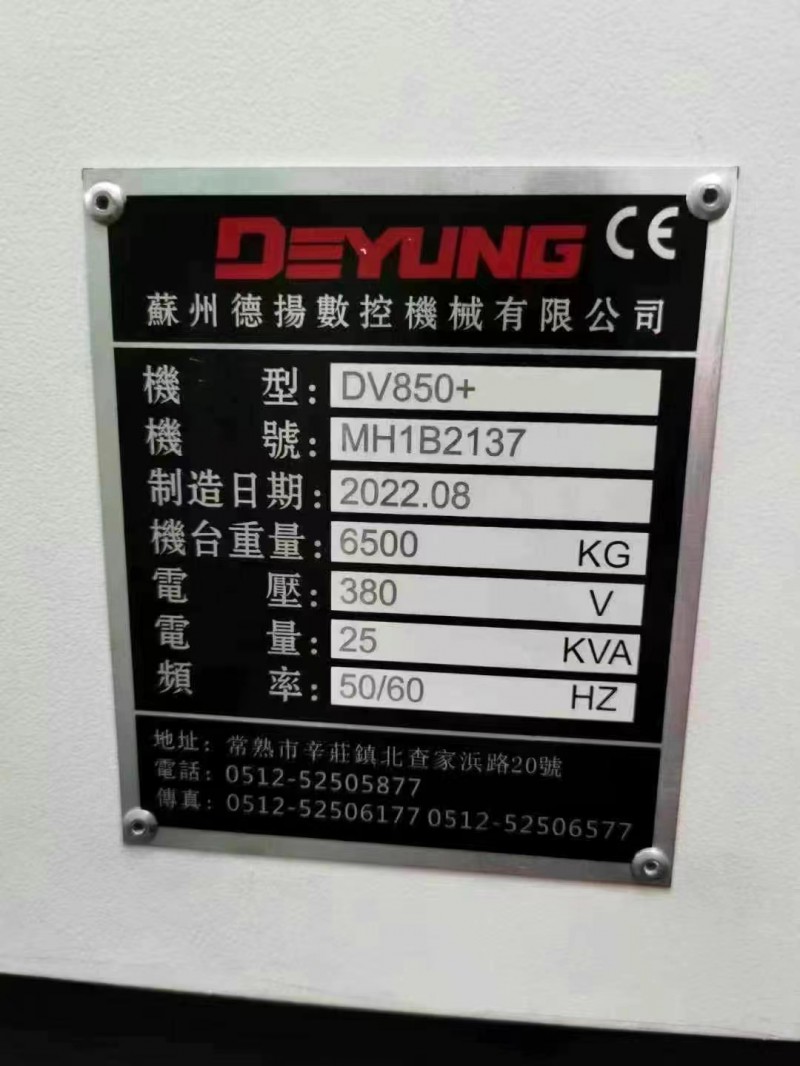 DEYUNG CE
蘇州德揚數控機械有限公司
機型：DV850+
機號：MH1B2137
制造日期：2022.08
機台重量：6500 KG
電壓：380 V
電量：25 KVA
頻率：50/60 HZ
地址：常熟市辛莊鎮北查家浜路20號
電話：0512-52505877
傳真：0512-52506177 0512-52506577